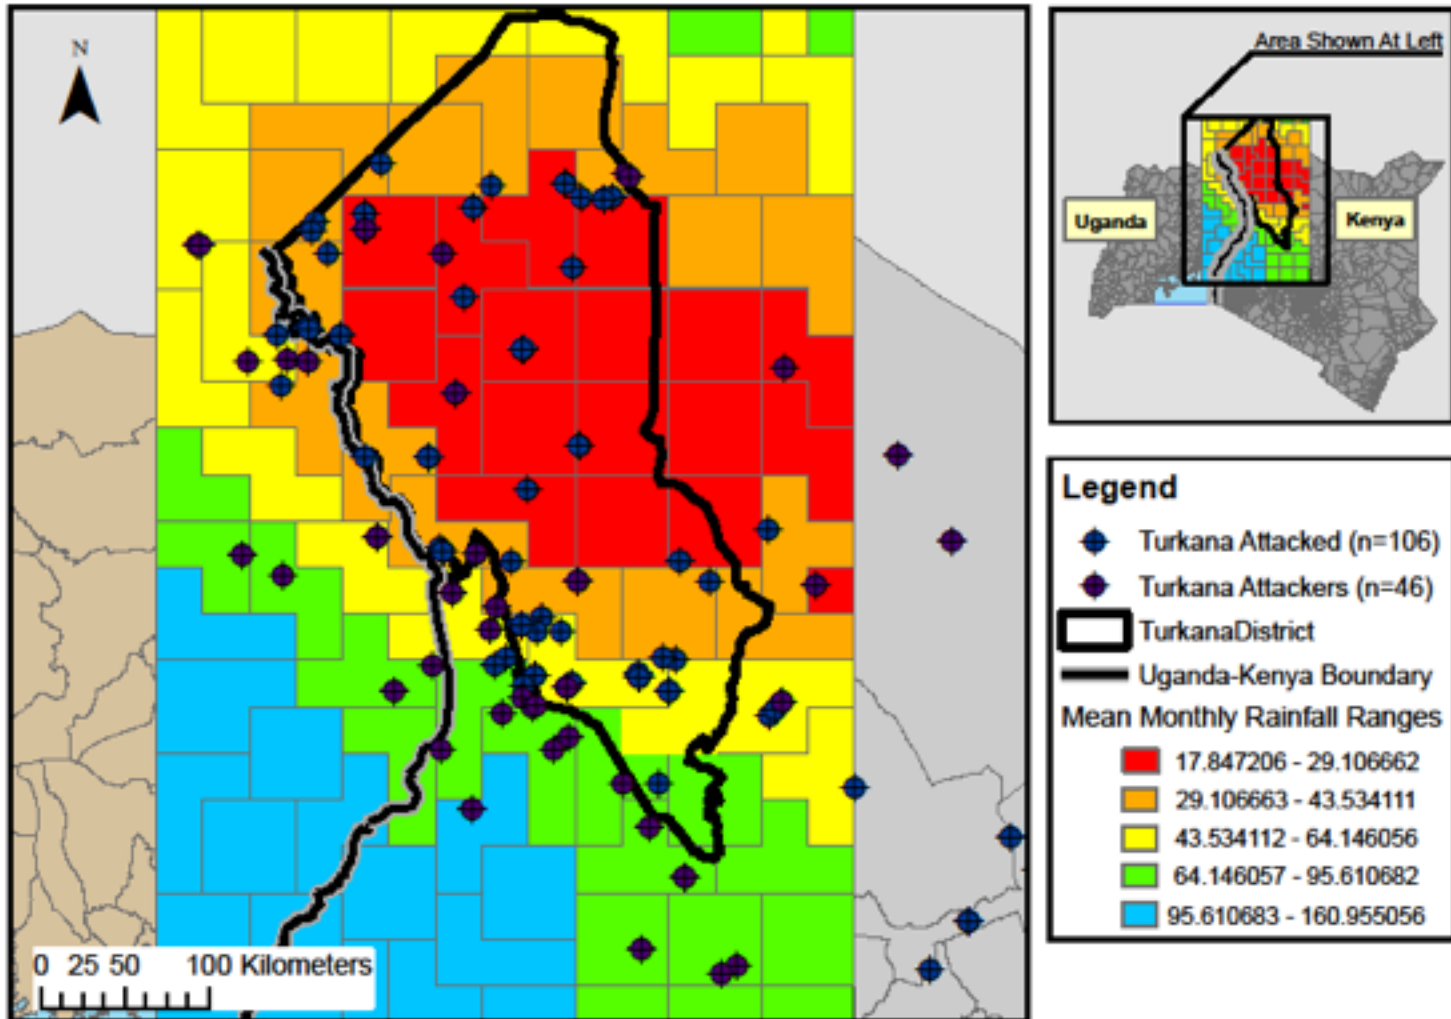 N
0 25 50 100 Kilometers
Area Shown At Left
Uganda
Kenya
Legend
Turkana Attacked (n=106)
Turkana Attackers (n=46)
TurkanaDistrict
Uganda-Kenya Boundary
Mean Monthly Rainfall Ranges
17.847206 - 29.106662
29.106663 - 43.534111
43.534112 - 64.146056
64.146057 - 95.610682
95.610683 - 160.955056